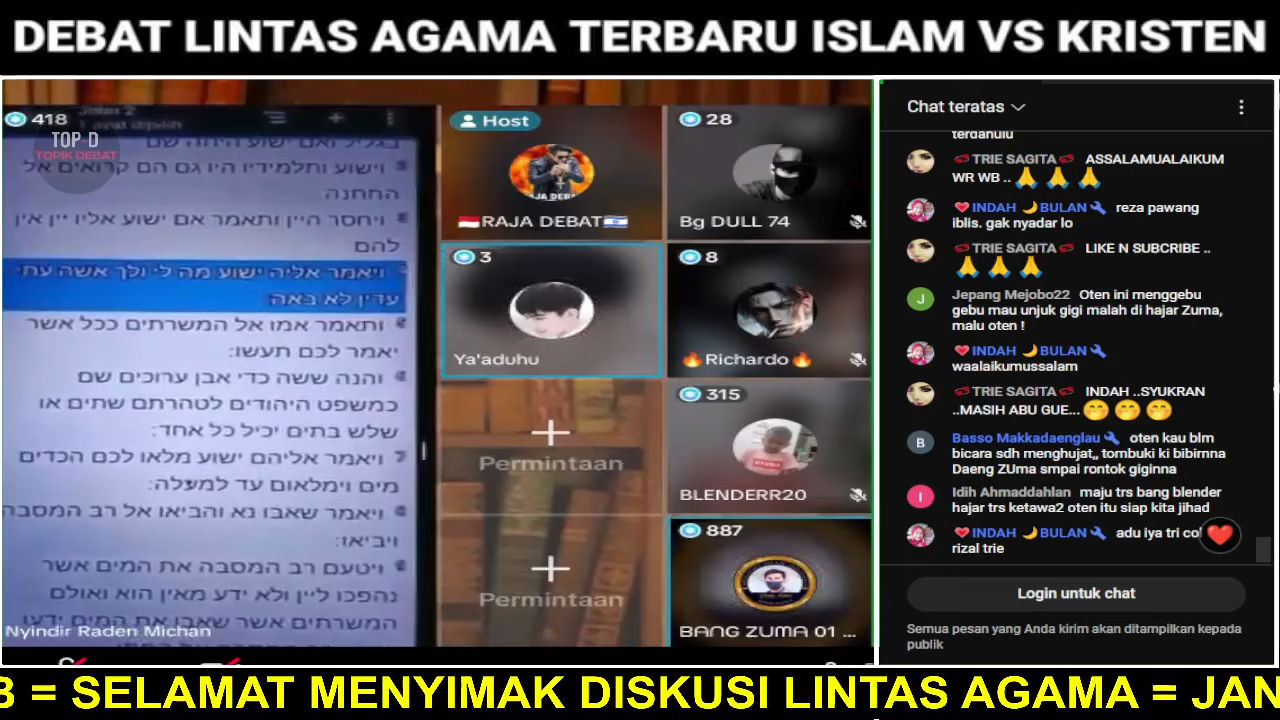 DEBAT LINTAS AGAMA TERBARU ISLAM VS KRISTEN
418
TOP-D
TOPIK DEBAT
וישוע ותלמידיו היו גם הם קרואים אל
החתנה
ויחסר היין ותאמר אם ישוע אליו יין אין
להם
ויאמר אליה ישוע מה לי ולך אשה עתי
עדין לא באה:
ותאמר אמו אל המשרתים ככל אשר
יאמר לכם תעשו:
והנה ששה כדי אבן ערוכים שם
כמשפט היהודים לטהרתם שתים או
שלש בתים יכיל כל אחד:
ויאמר אליהם ישוע מלאו לכם הכדים
מים וימלאום עד למעלה:
ויאמר שאבו נא והביאו אל רב המסבה
ויביאו:
ויטעם רב המסבה את המים אשר
נהפכו ליין ולא ידע מאין הוא ואולם
המשרתים אשר שאבו את המים ידעו
Nyindir Raden Michan
Host
🇮🇩RAJA DEBAT🇮🇱
28
Bg DULL 74
3
Ya'aduhu
8
🔥Richardo🔥
Permintaan
315
BLENDERR20
Permintaan
887
BANG ZUMA 01 ...
Chat teratas
terdahulu
TRIE SAGITA ASSALAMUALAIKUM
WR WB .. 🙏 🙏 🙏
INDAH 🌙BULAN reza pawang
iblis. gak nyadar lo
TRIE SAGITA LIKE N SUBCRIBE ..
🙏 🙏 🙏
J
Jepang Mejobo22 Oten ini menggebu
gebu mau unjuk gigi malah di hajar Zuma,
malu oten !
INDAH 🌙BULAN
waalaikumussalam
TRIE SAGITA INDAH ..SYUKRAN
..MASIH ABU GUE... 🤭 🤭 🤭
B
Basso Makkadaenglau oten kau blm
bicara sdh menghujat,, tombuki ki bibirnna
Daeng ZUma smpai rontok giginna
I
Idih Ahmaddahlan maju trs bang blender
hajar trs ketawa2 oten itu siap kita jihad
INDAH 🌙BULAN adu iya tri
rizal trie
Login untuk chat
Semua pesan yang Anda kirim akan ditampilkan kepada
publik
B = SELAMAT MENYIMAK DISKUSI LINTAS AGAMA = JAN